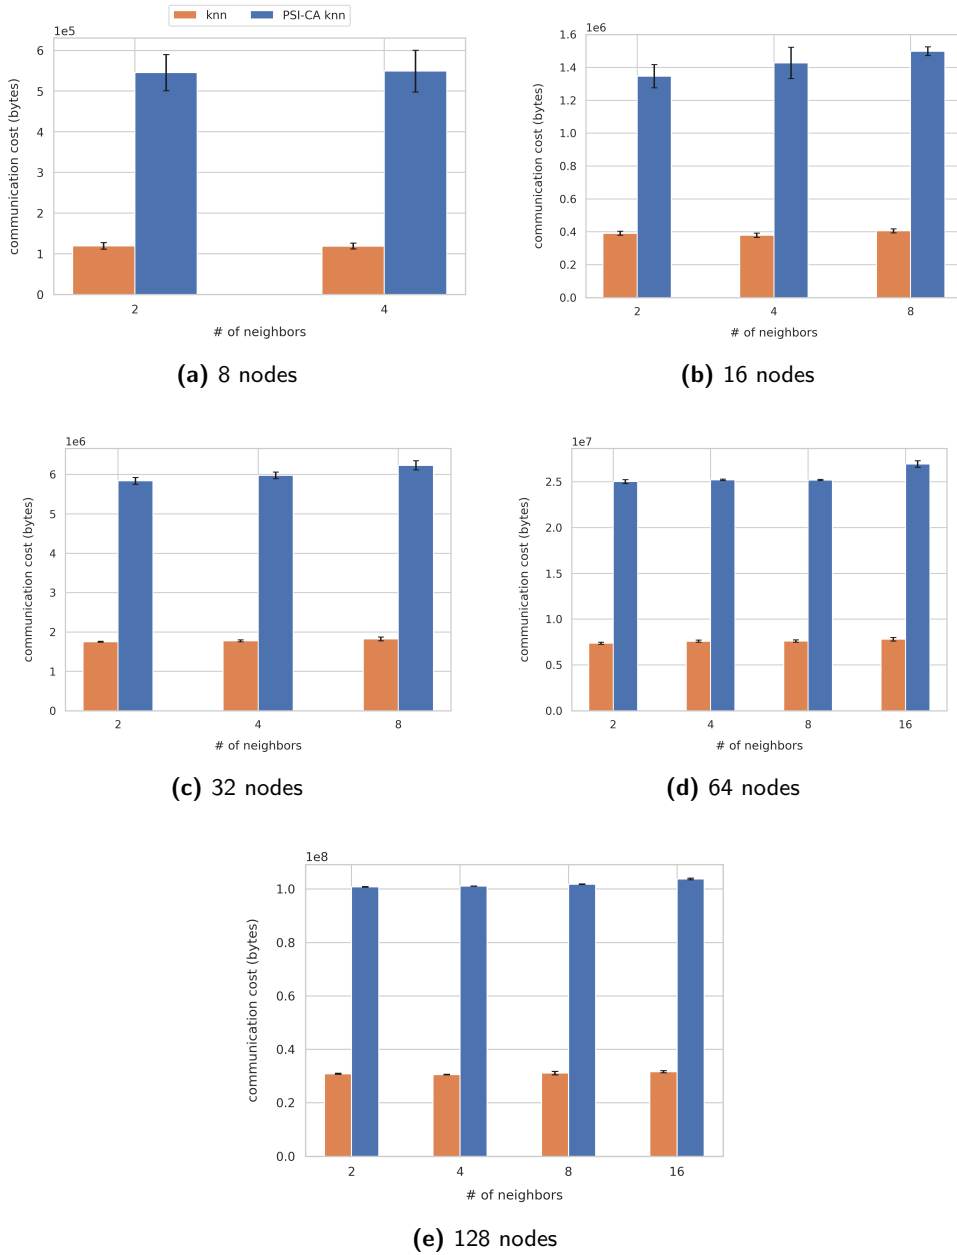 knn PSI-CA knn
1e5
6
5
4
3
2
1
0
communication cost (bytes)
2 4
# of neighbors
(a) 8 nodes
1e6
1.6
1.4
1.2
1.0
0.8
0.6
0.4
0.2
0.0
communication cost (bytes)
2 4 8
# of neighbors
(b) 16 nodes
1e6
6
5
4
3
2
1
0
communication cost (bytes)
2 4 8
# of neighbors
(c) 32 nodes
1e7
2.5
2.0
1.5
1.0
0.5
0.0
communication cost (bytes)
2 4 8 16
# of neighbors
(d) 64 nodes
1e8
1.0
0.8
0.6
0.4
0.2
0.0
communication cost (bytes)
2 4 8 16
# of neighbors
(e) 128 nodes